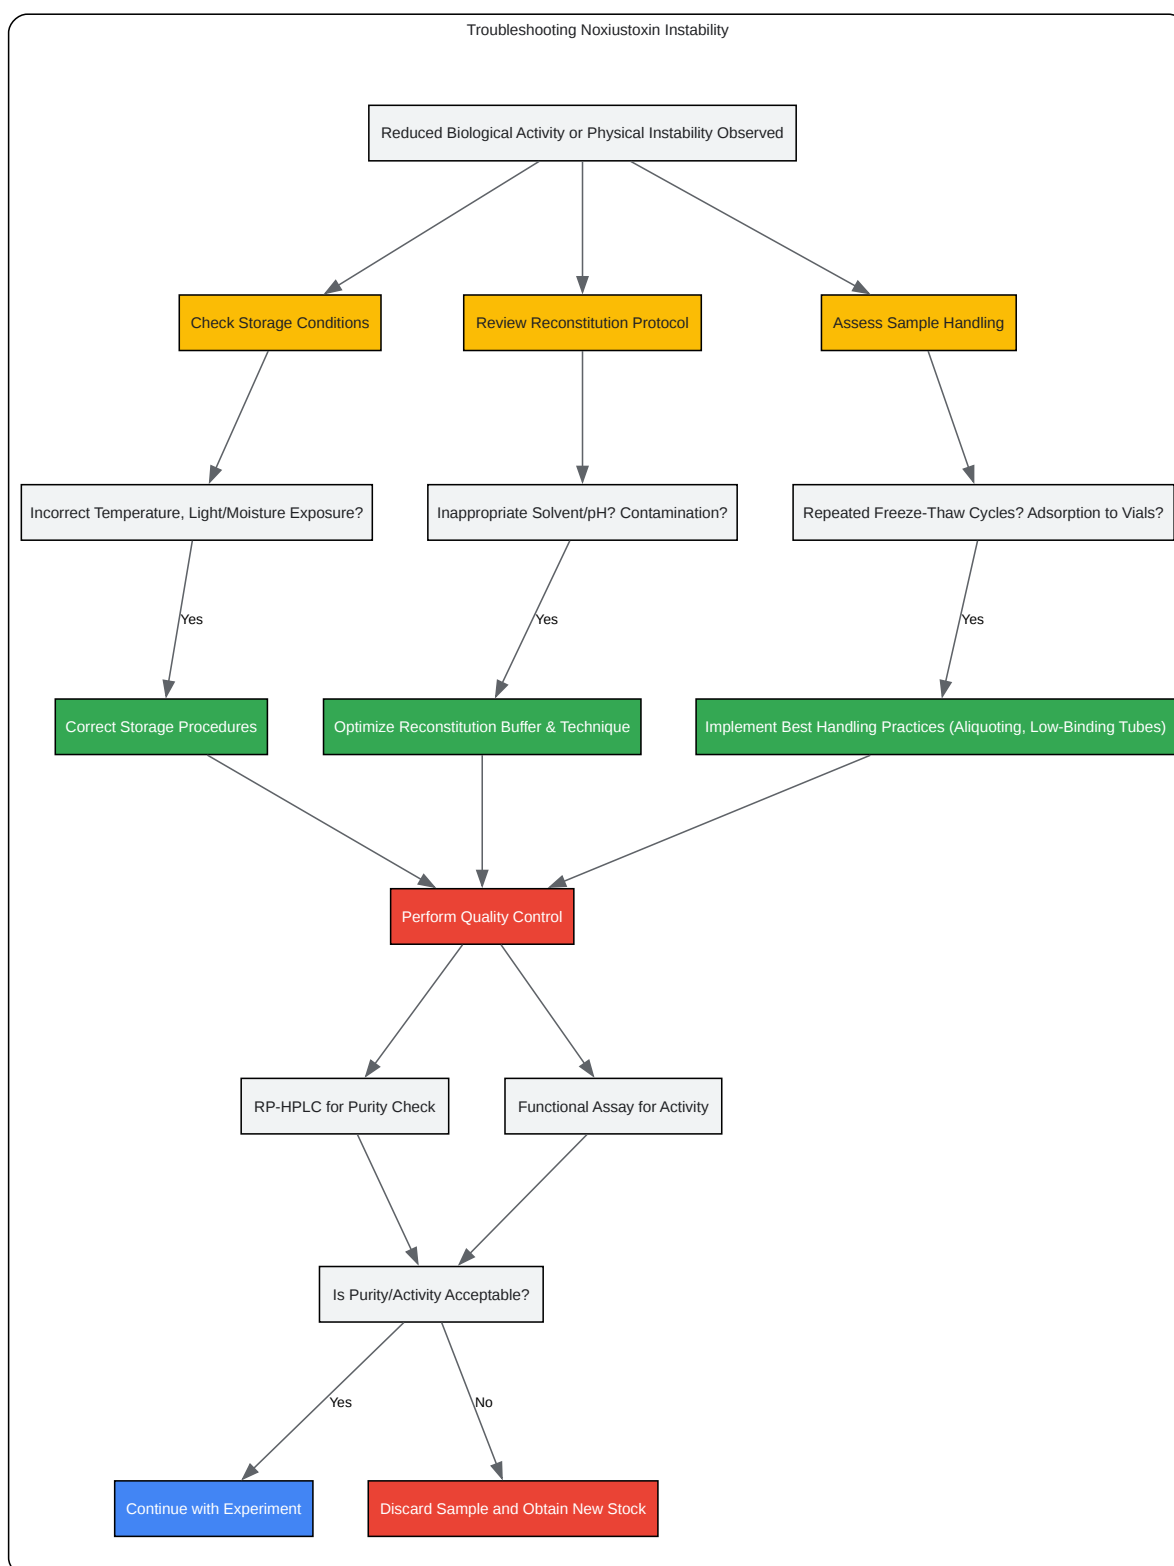 Troubleshooting Noxiustoxin Instability
Reduced Biological Activity or Physical Instability Observed
Check Storage Conditions
Review Reconstitution Protocol
Assess Sample Handling
Incorrect Temperature, Light/Moisture Exposure?
Inappropriate Solvent/pH? Contamination?
Repeated Freeze-Thaw Cycles? Adsorption to Vials?
Yes
Yes
Yes
Correct Storage Procedures
Optimize Reconstitution Buffer & Technique
Implement Best Handling Practices (Aliquoting, Low-Binding Tubes)
Perform Quality Control
RP-HPLC for Purity Check
Functional Assay for Activity
Is Purity/Activity Acceptable?
Yes
No
Continue with Experiment
Discard Sample and Obtain New Stock